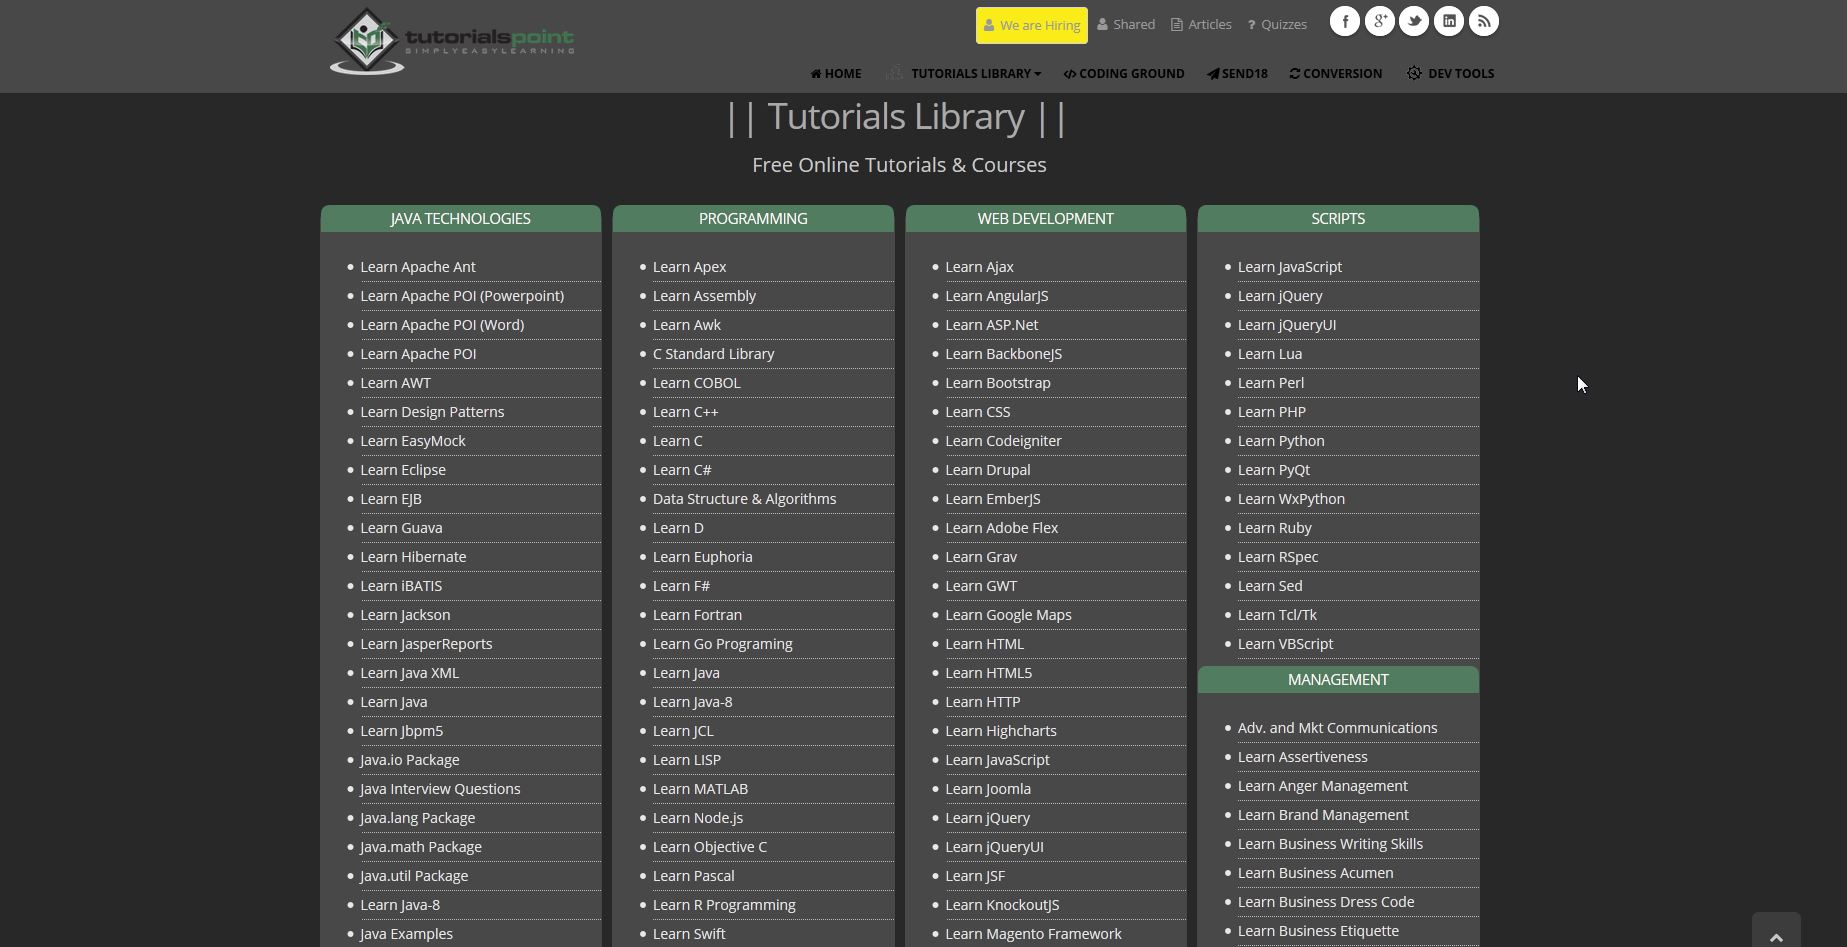 We are Hiring
Shared
Articles
? Quizzes
f
g+
in
tutorialspoint
SIMPLYEASYLEARNING
HOME
TUTORIALS LIBRARY
</> CODING GROUND
SEND18
CONVERSION
DEV TOOLS
|| Tutorials Library ||
Free Online Tutorials & Courses
JAVA TECHNOLOGIES
Learn Apache Ant
Learn Apache POI (Powerpoint)
Learn Apache POI (Word)
Learn Apache POI
Learn AWT
Learn Design Patterns
Learn EasyMock
Learn Eclipse
Learn EJB
Learn Guava
Learn Hibernate
Learn iBATIS
Learn Jackson
Learn JasperReports
Learn Java XML
Learn Java
Learn Jbpm5
Java.io Package
Java Interview Questions
Java.lang Package
Java.math Package
Java.util Package
Learn Java-8
Java Examples
PROGRAMMING
Learn Apex
Learn Assembly
Learn Awk
C Standard Library
Learn COBOL
Learn C++
Learn C
Learn C#
Data Structure & Algorithms
Learn D
Learn Euphoria
Learn F#
Learn Fortran
Learn Go Programing
Learn Java
Learn Java-8
Learn JCL
Learn LISP
Learn MATLAB
Learn Node.js
Learn Objective C
Learn Pascal
Learn R Programming
Learn Swift
WEB DEVELOPMENT
Learn Ajax
Learn AngularJS
Learn ASP.Net
Learn BackboneJS
Learn Bootstrap
Learn CSS
Learn Codeigniter
Learn Drupal
Learn EmberJS
Learn Adobe Flex
Learn Grav
Learn GWT
Learn Google Maps
Learn HTML
Learn HTML5
Learn HTTP
Learn Highcharts
Learn JavaScript
Learn Joomla
Learn jQuery
Learn jQueryUI
Learn JSF
Learn KnockoutJS
Learn Magento Framework
SCRIPTS
Learn JavaScript
Learn jQuery
Learn jQueryUI
Learn Lua
Learn Perl
Learn PHP
Learn Python
Learn PyQt
Learn WxPython
Learn Ruby
Learn RSpec
Learn Sed
Learn Tcl/Tk
Learn VBScript
MANAGEMENT
Adv. and Mkt Communications
Learn Assertiveness
Learn Anger Management
Learn Brand Management
Learn Business Writing Skills
Learn Business Acumen
Learn Business Dress Code
Learn Business Etiquette